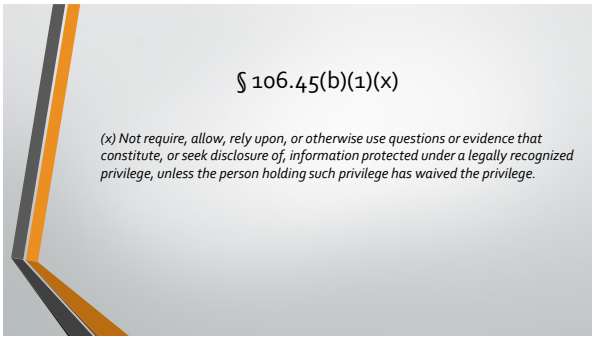 § 106.45(b)(1)(x)
(x) Not require, allow, rely upon, or otherwise use questions or evidence that
constitute, or seek disclosure of, information protected under a legally recognized
privilege, unless the person holding such privilege has waived the privilege.